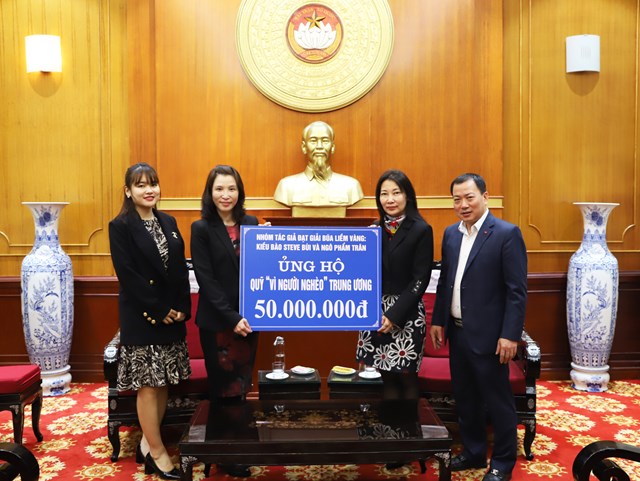 NHÓM TÁC GIẢ ĐẠT GIẢI BÚA LIỀM VÀNG:
KIỀU BÀO STEVE BÙI VÀ NGÔ PHẨM TRÂN
ỦNG HỘ
QUỸ "VÌ NGƯỜI NGHÈO" TRUNG ƯƠNG
50.000.000đ